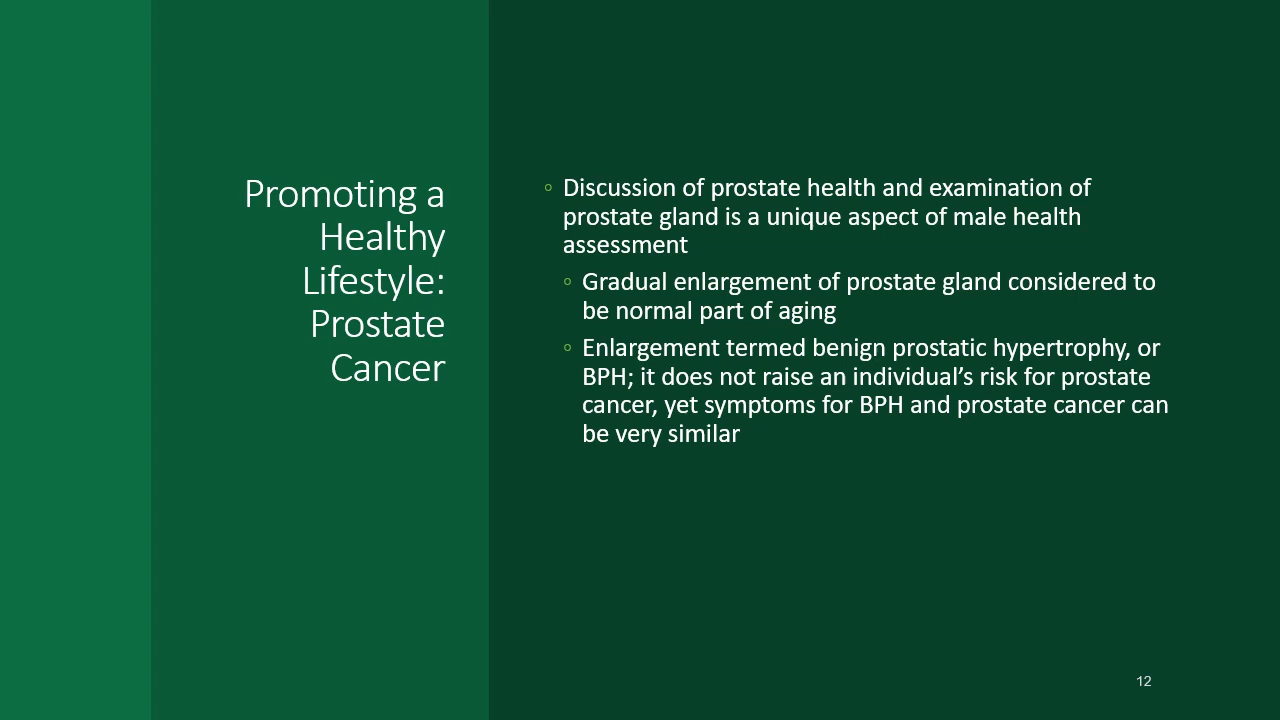 Promoting a
Healthy
Lifestyle:
Prostate
Cancer
◦ Discussion of prostate health and examination of
prostate gland is a unique aspect of male health
assessment
◦ Gradual enlargement of prostate gland considered to
be normal part of aging
◦ Enlargement termed benign prostatic hypertrophy, or
BPH; it does not raise an individual’s risk for prostate
cancer, yet symptoms for BPH and prostate cancer can
be very similar
12